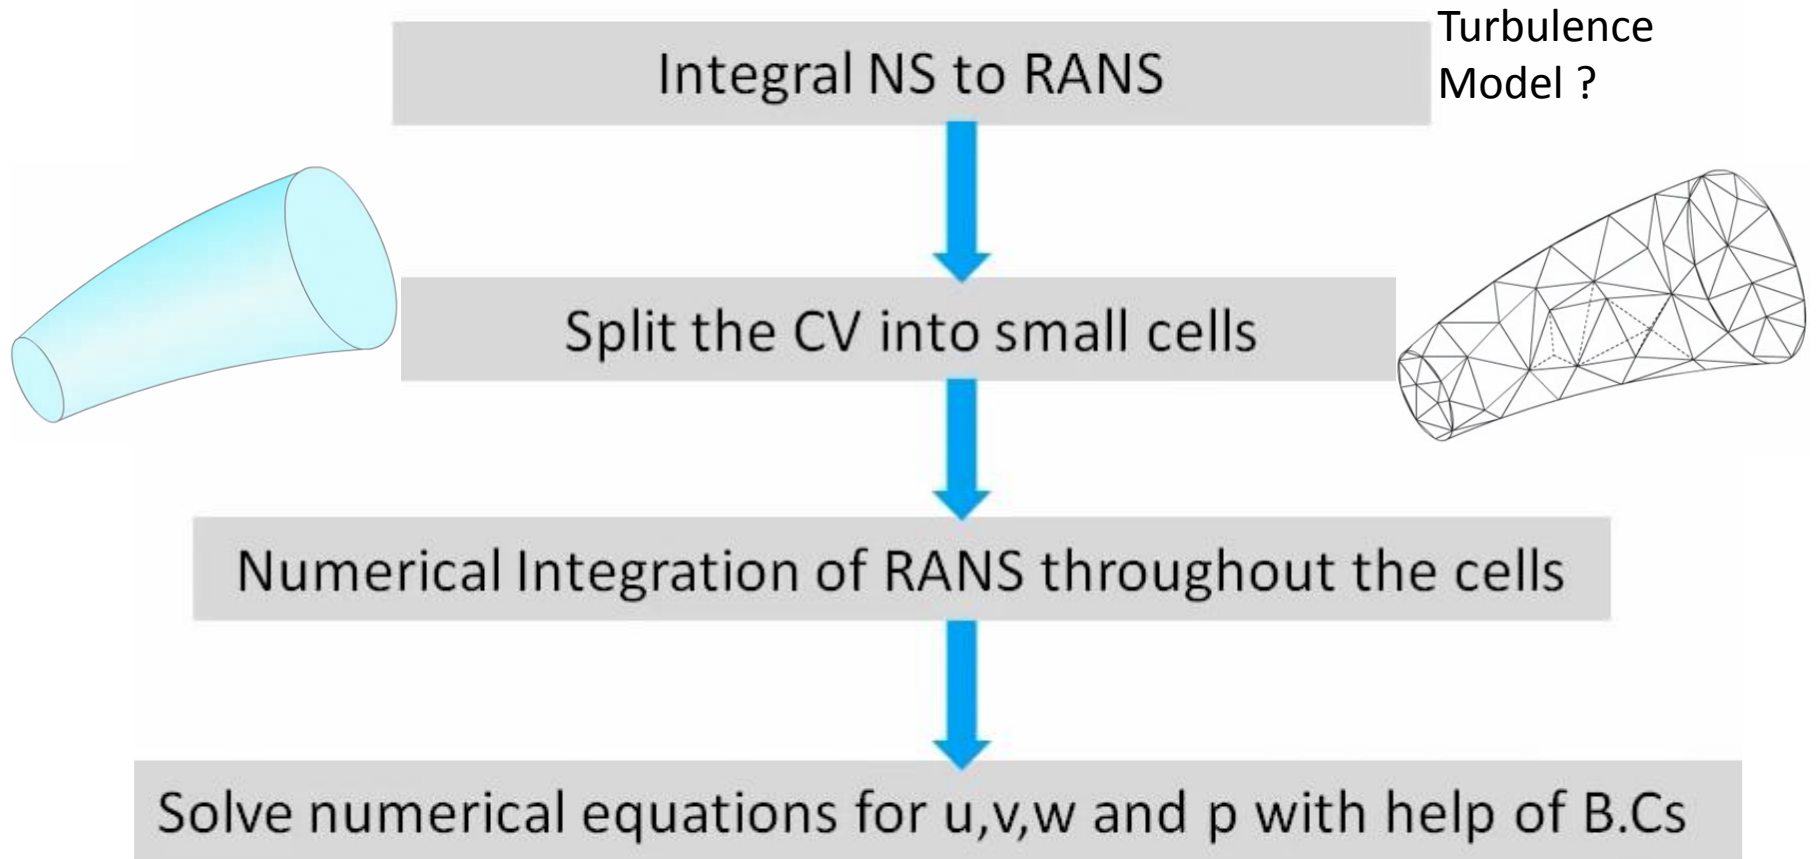 Integral NS to RANS
Turbulence
Model ?
Split the CV into small cells
Numerical Integration of RANS throughout the cells
Solve numerical equations for u,v,w and p with help of B.Cs